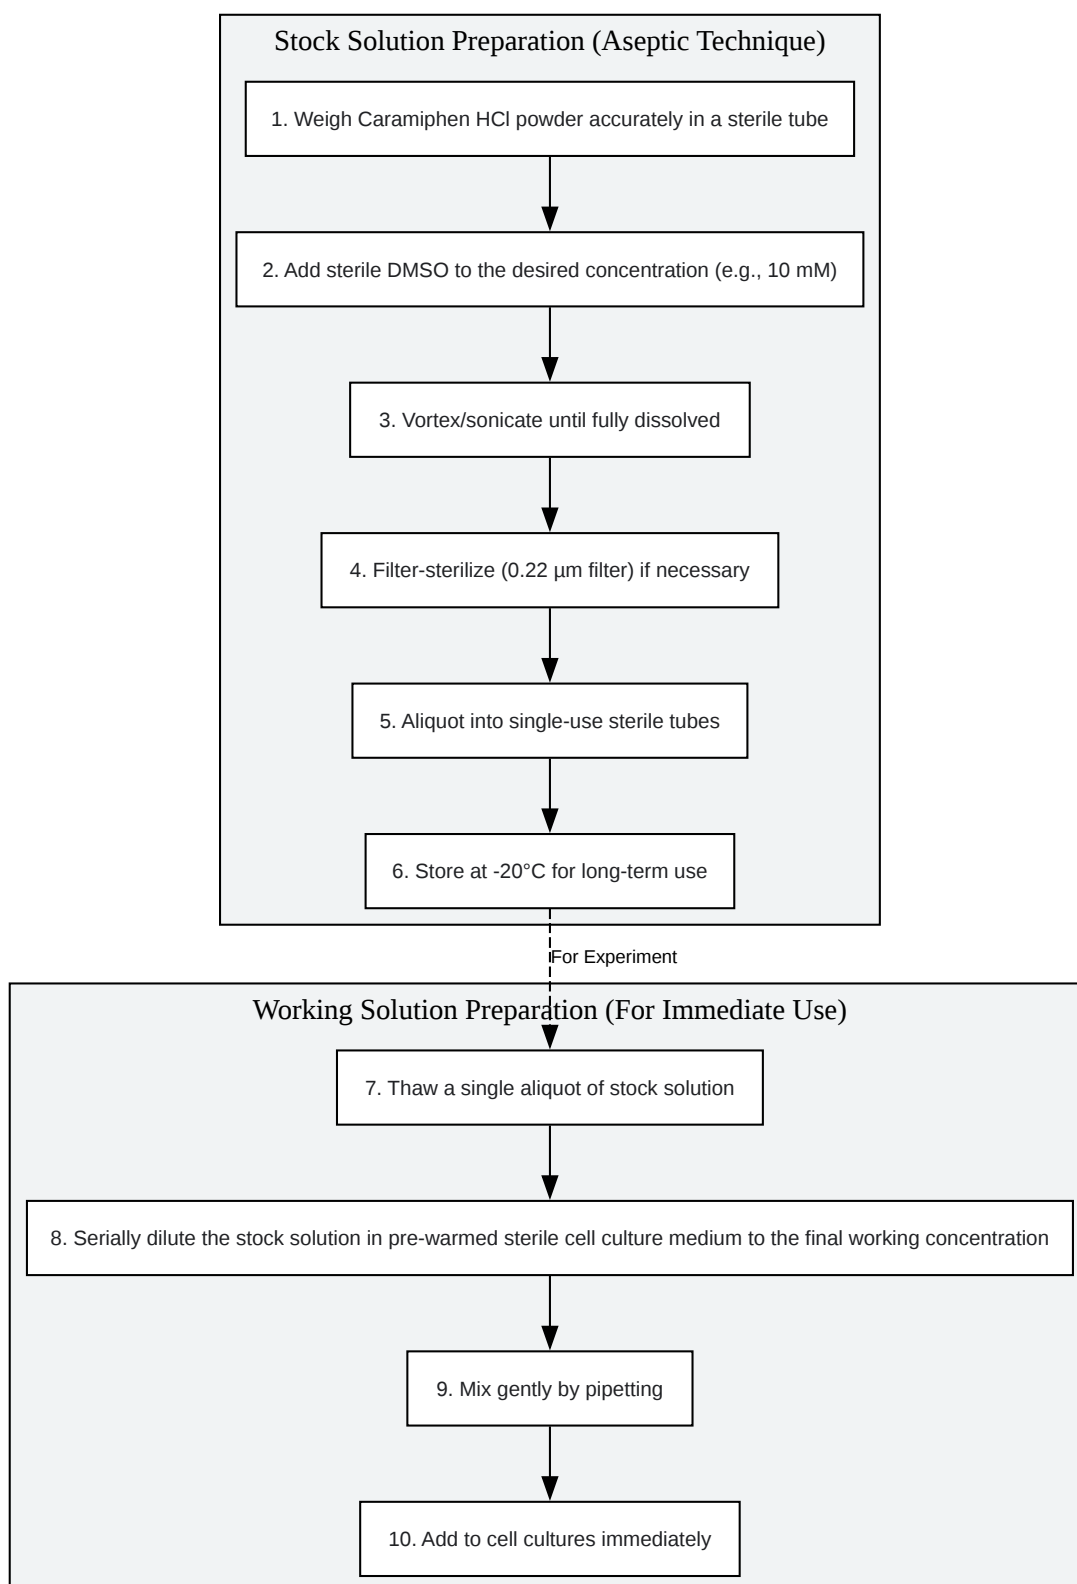 Stock Solution Preparation (Aseptic Technique)
1. Weigh Caramiphen HCl powder accurately in a sterile tube
2. Add sterile DMSO to the desired concentration (e.g., 10 mM)
3. Vortex/sonicate until fully dissolved
4. Filter-sterilize (0.22 µm filter) if necessary
5. Aliquot into single-use sterile tubes
6. Store at -20°C for long-term use
For Experiment
Working Solution Preparation (For Immediate Use)
7. Thaw a single aliquot of stock solution
8. Serially dilute the stock solution in pre-warmed sterile cell culture medium to the final working concentration
9. Mix gently by pipetting
10. Add to cell cultures immediately